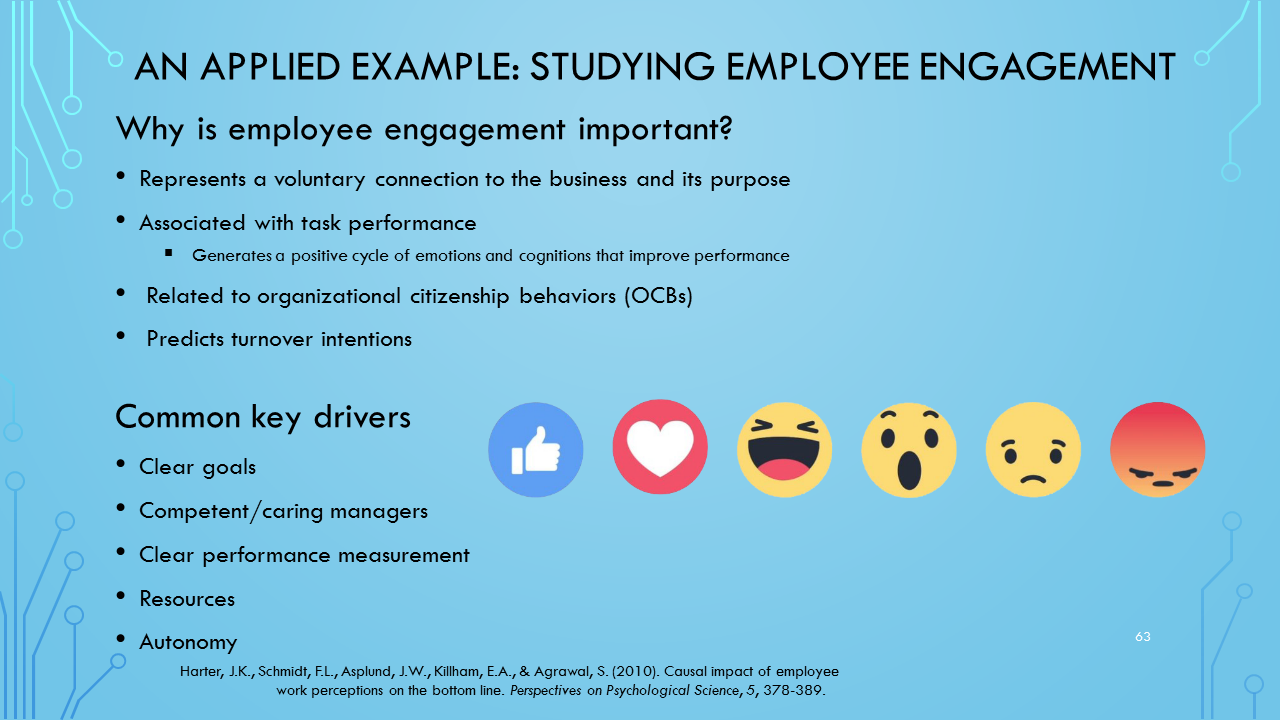 AN APPLIED EXAMPLE: STUDYING EMPLOYEE ENGAGEMENT
Why is employee engagement important?
• Represents a voluntary connection to the business and its purpose
• Associated with task performance
▪ Generates a positive cycle of emotions and cognitions that improve performance
• Related to organizational citizenship behaviors (OCBs)
• Predicts turnover intentions
Common key drivers
• Clear goals
• Competent/caring managers
• Clear performance measurement
• Resources
• Autonomy
63
Harter, J.K., Schmidt, F.L., Asplund, J.W., Killham, E.A., & Agrawal, S. (2010). Causal impact of employee
work perceptions on the bottom line. Perspectives on Psychological Science, 5, 378-389.